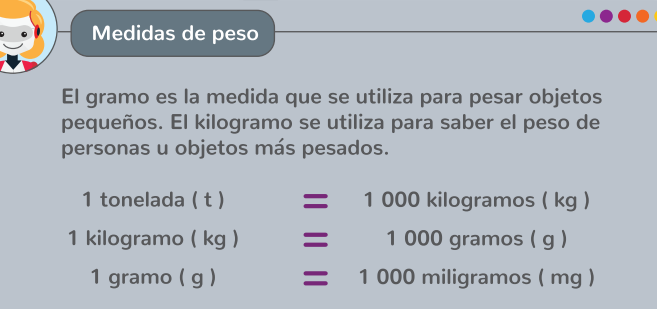 Medidas de peso
El gramo es la medida que se utiliza para pesar objetos
pequeños. El kilogramo se utiliza para saber el peso de
personas u objetos más pesados.
1 tonelada ( t ) = 1 000 kilogramos ( kg )
1 kilogramo ( kg ) = 1 000 gramos ( g )
1 gramo ( g ) = 1 000 miligramos ( mg )